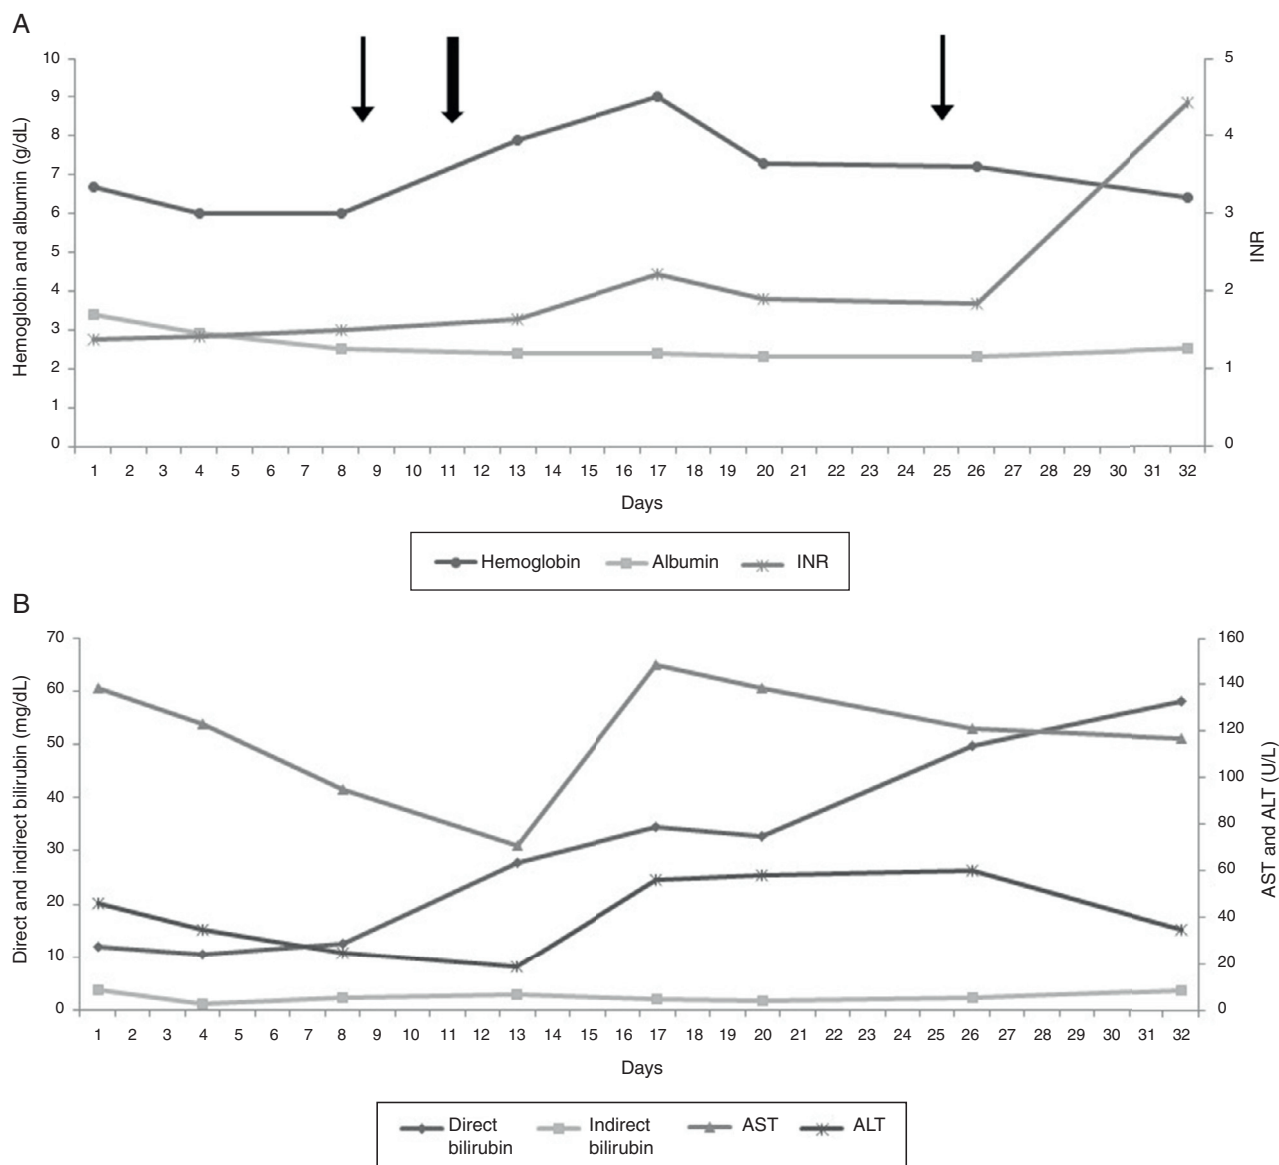 A
10
9
8
7
6
5
4
3
2
1
0
Hemoglobin and albumin (g/dL)
5
4
3
2
1
0
INR
1 2 3 4 5 6 7 8 9 10 11 12 13 14 15 16 17 18 19 20 21 22 23 24 25 26 27 28 29 30 31 32
Days
Hemoglobin Albumin INR
B
70
60
50
40
30
20
10
0
Direct and indirect bilirubin (mg/dL)
160
140
120
100
80
60
40
20
0
AST and ALT (U/L)
1 2 3 4 5 6 7 8 9 10 11 12 13 14 15 16 17 18 19 20 21 22 23 24 25 26 27 28 29 30 31 32
Days
Direct bilirubin
Indirect bilirubin
AST
ALT